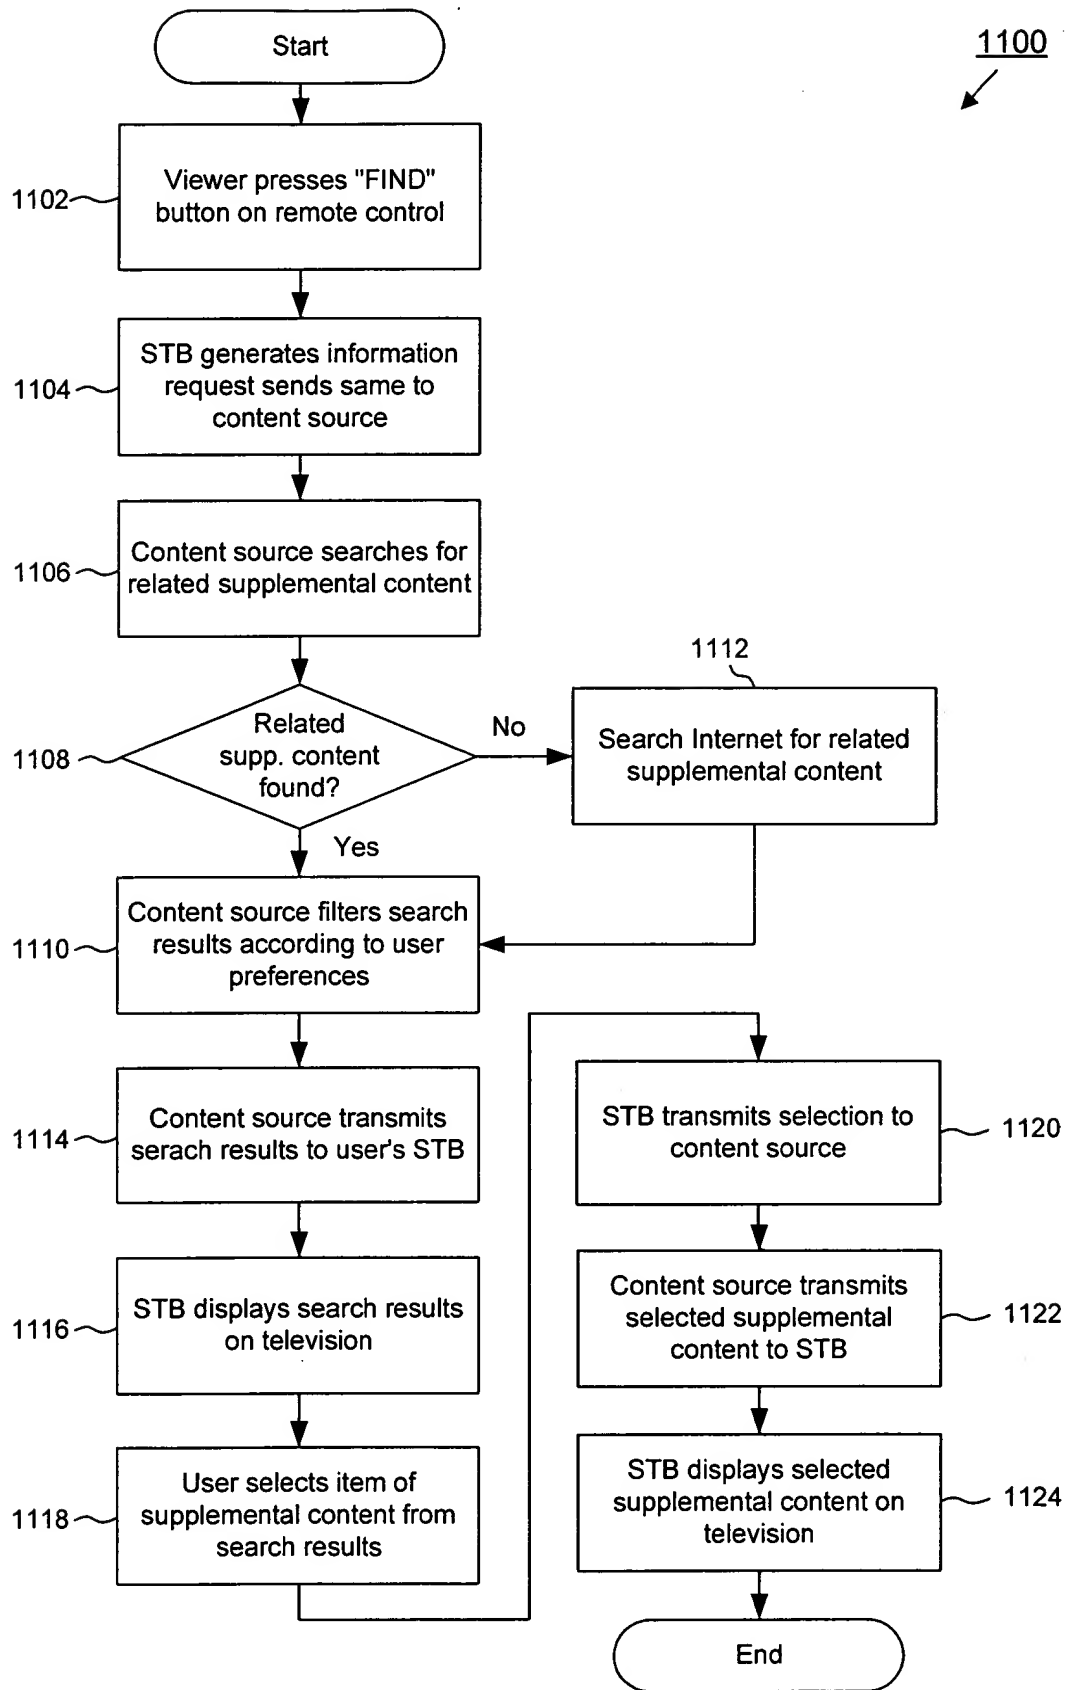 Start
1100
1102
Viewer presses "FIND"
button on remote control
1104
STB generates information
request sends same to
content source
1106
Content source searches for
related supplemental content
1108
Related
supp. content
found?
No
Yes
1112
Search Internet for related
supplemental content
1110
Content source filters search
results according to user
preferences
1114
Content source transmits
serach results to user's STB
1116
STB displays search results
on television
1118
User selects item of
supplemental content from
search results
STB transmits selection to
content source
1120
Content source transmits
selected supplemental
content to STB
1122
STB displays selected
supplemental content on
television
1124
End